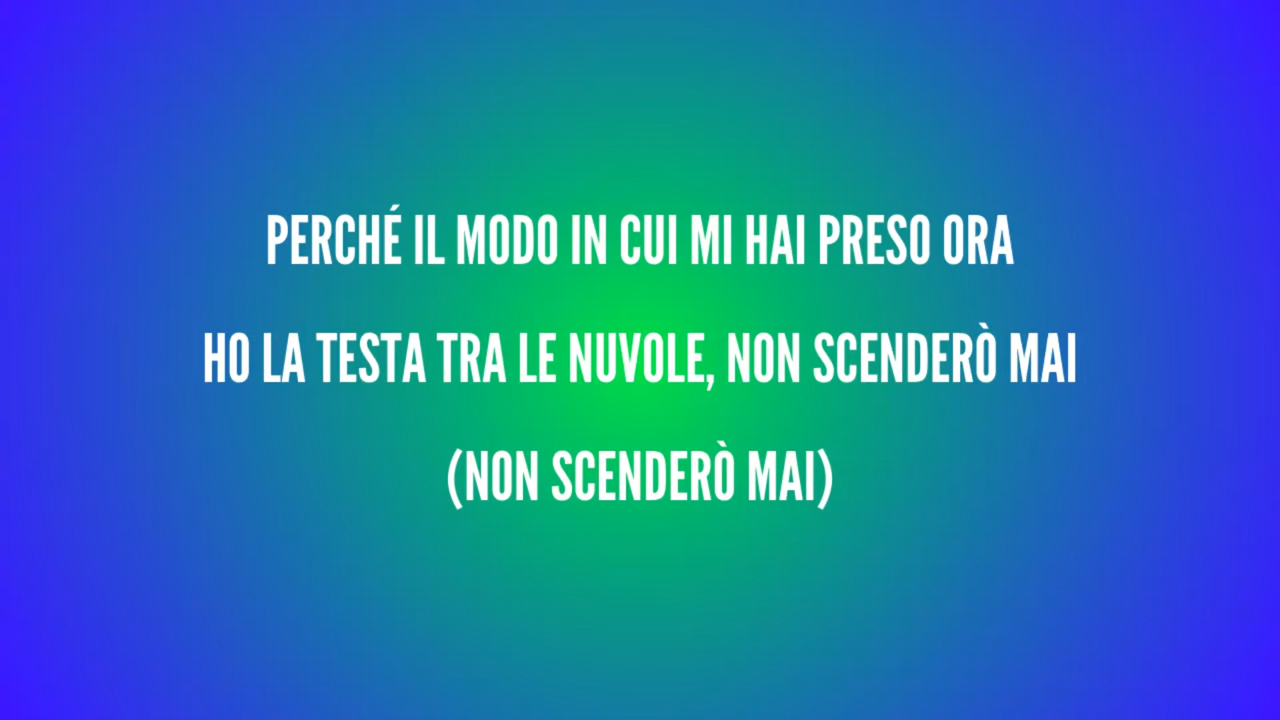 PERCHÉ IL MODO IN CUI MI HAI PRESO ORA
HO LA TESTA TRA LE NUVOLE, NON SCENDERÒ MAI
(NON SCENDERÒ MAI)